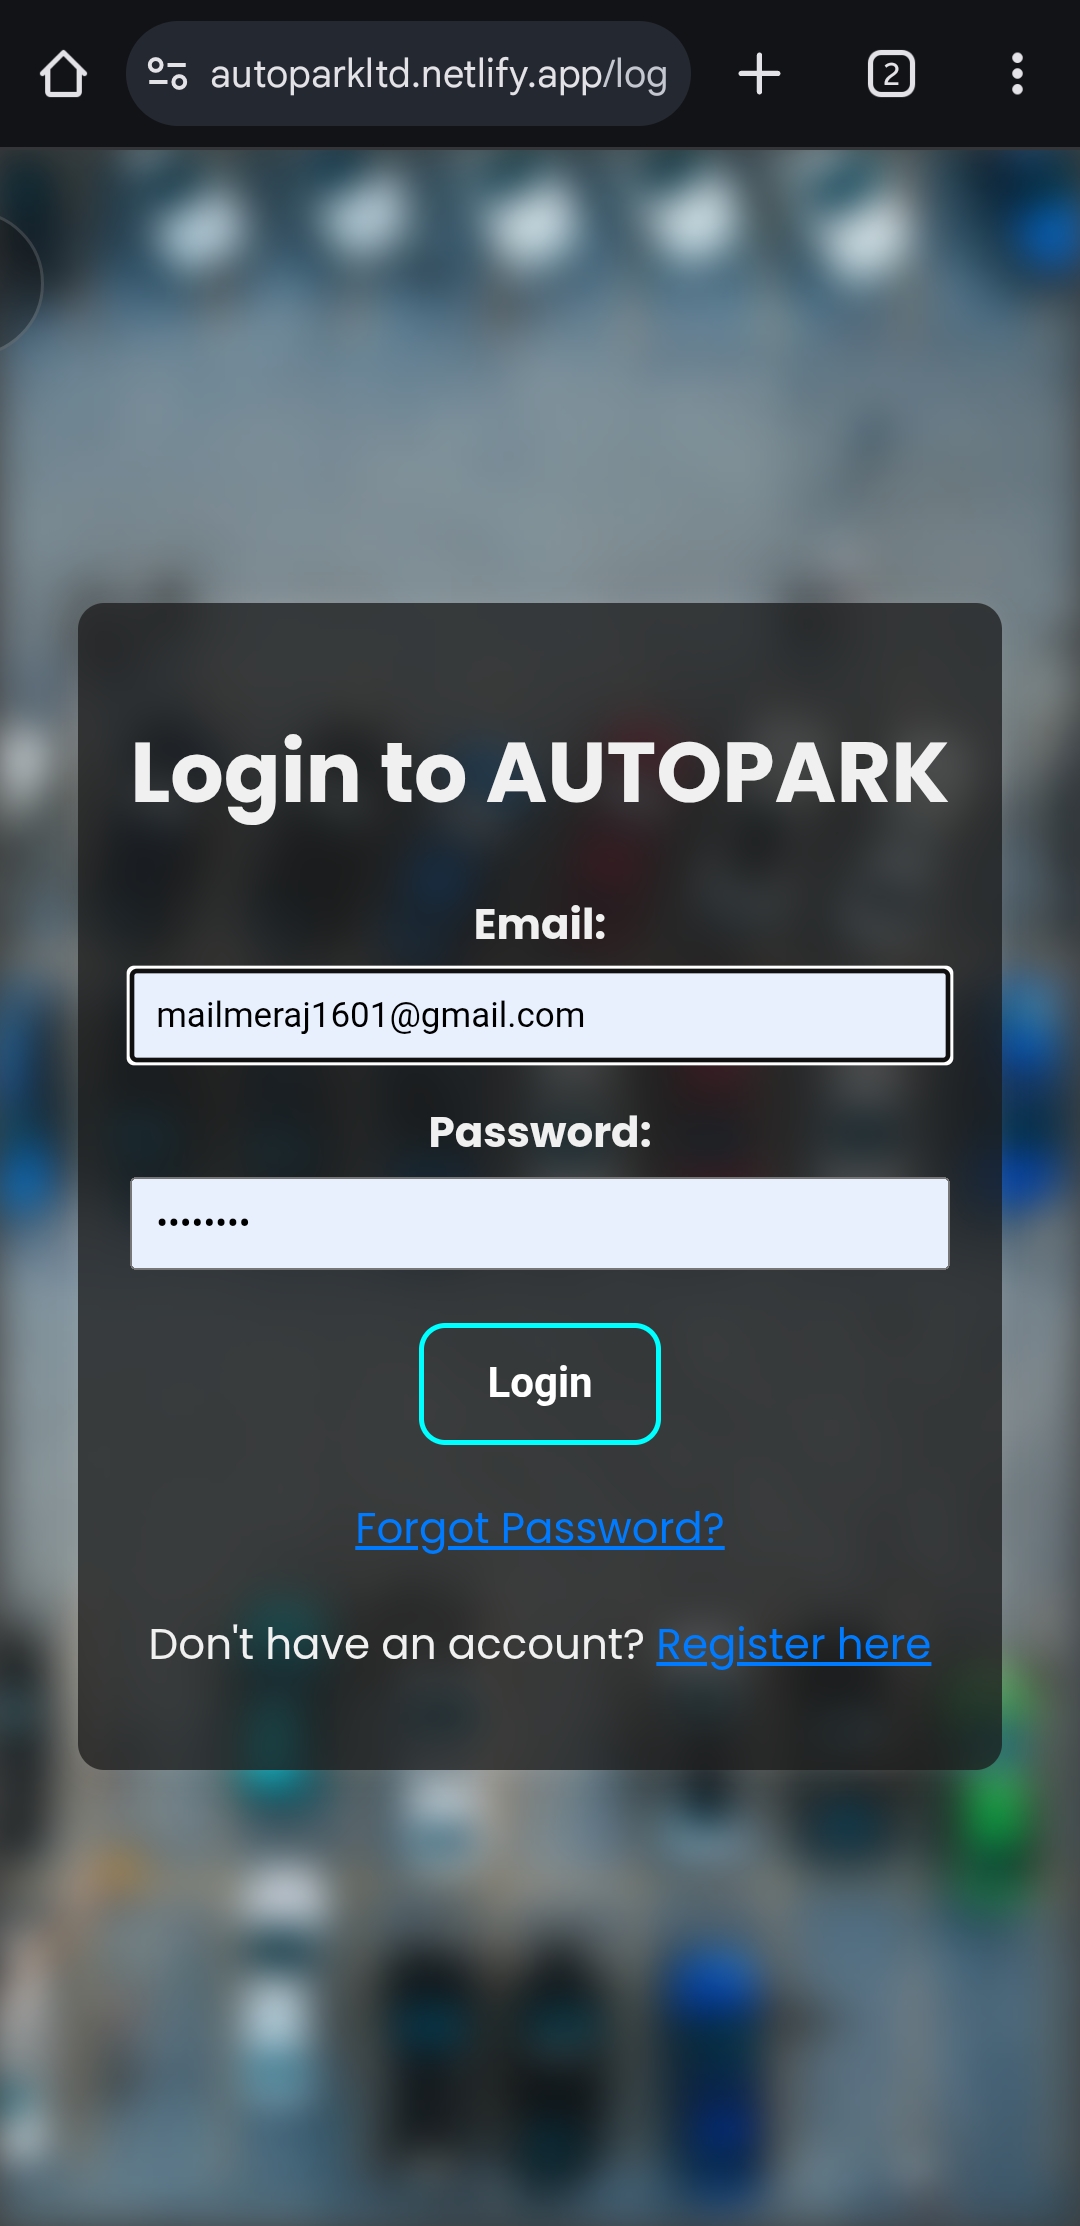 autoparkltd.netlify.app/log
2
Login to AUTOPARK
Email:
mailmeraj1601@gmail.com
Password:
••••••••
Login
Forgot Password?
Don't have an account? Register here